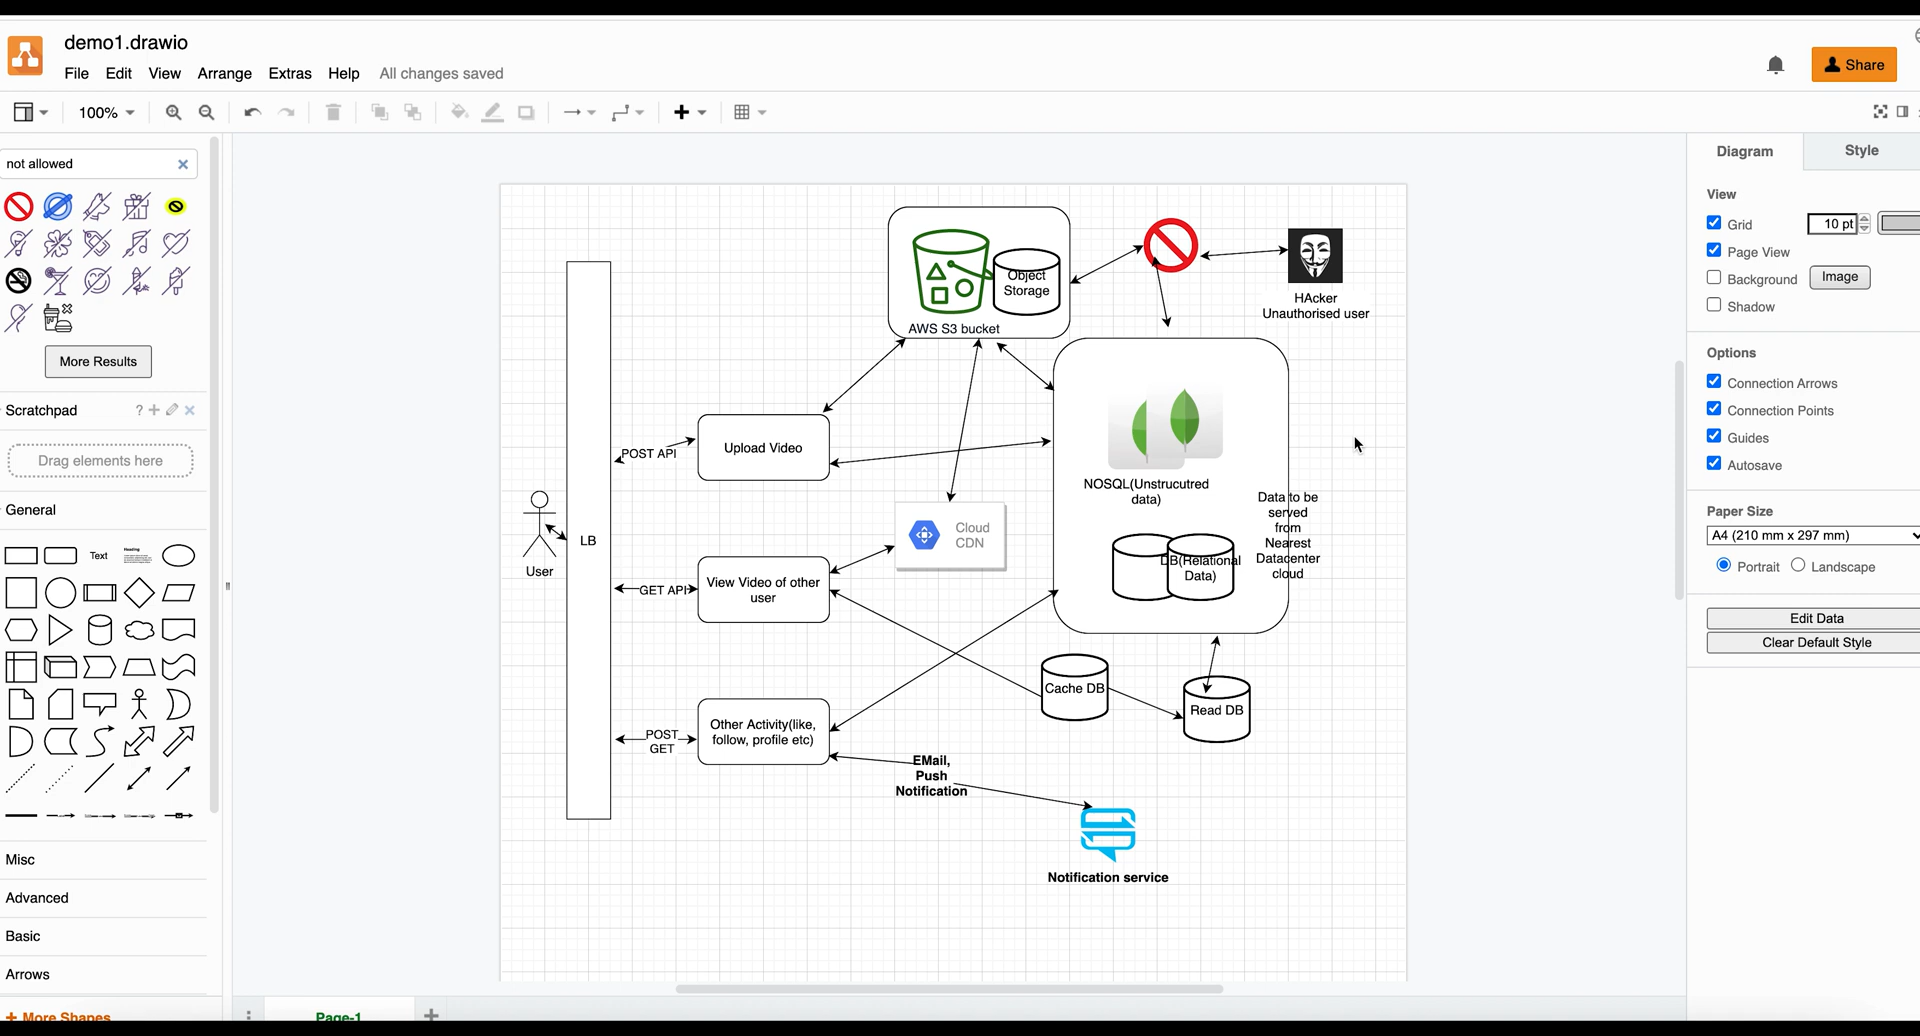 demo1.drawio
File Edit View Arrange Extras Help All changes saved
Share
100%
not allowed
More Results
Scratchpad
?
Drag elements here
General
Text
Heading
Misc
Advanced
Basic
Arrows
+ More Shapes
Page-1
Object
Storage
AWS S3 bucket
HAcker
Unauthorised user
POST API
Upload Video
NOSQL(Unstrucutred
data)
Data to be
served
from
Nearest
Datacenter
cloud
DB(Relational
Data)
Cloud
CDN
User
LB
GET API
View Video of other
user
Cache DB
Read DB
POST
GET
Other Activity(like,
follow, profile etc)
EMail,
Push
Notification
Notification service
Diagram
Style
View
Grid
10 pt
Page View
Background
Image
Shadow
Options
Connection Arrows
Connection Points
Guides
Autosave
Paper Size
A4 (210 mm x 297 mm)
Portrait
Landscape
Edit Data
Clear Default Style